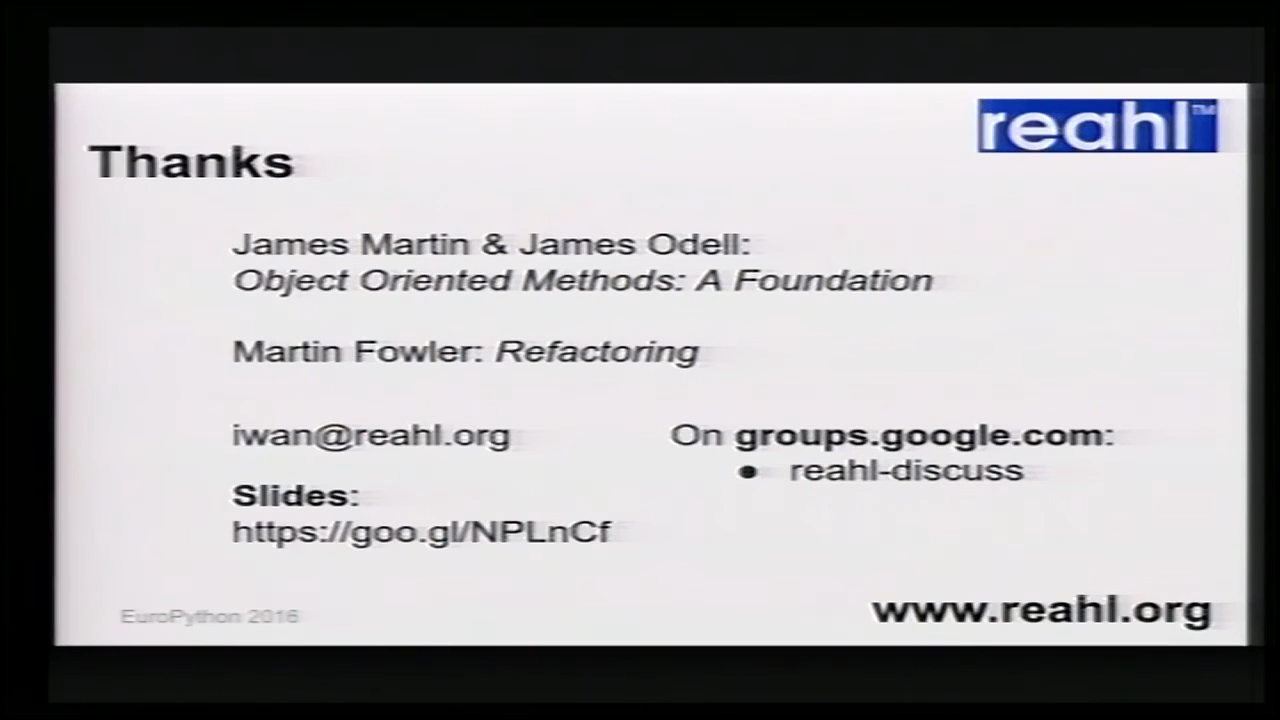 reahl™
Thanks
James Martin & James Odell:
Object Oriented Methods: A Foundation
Martin Fowler: Refactoring
iwan@reahl.org
On groups.google.com:
● reahl-discuss
Slides:
https://goo.gl/NPLnCf
EuroPython 2016
www.reahl.org